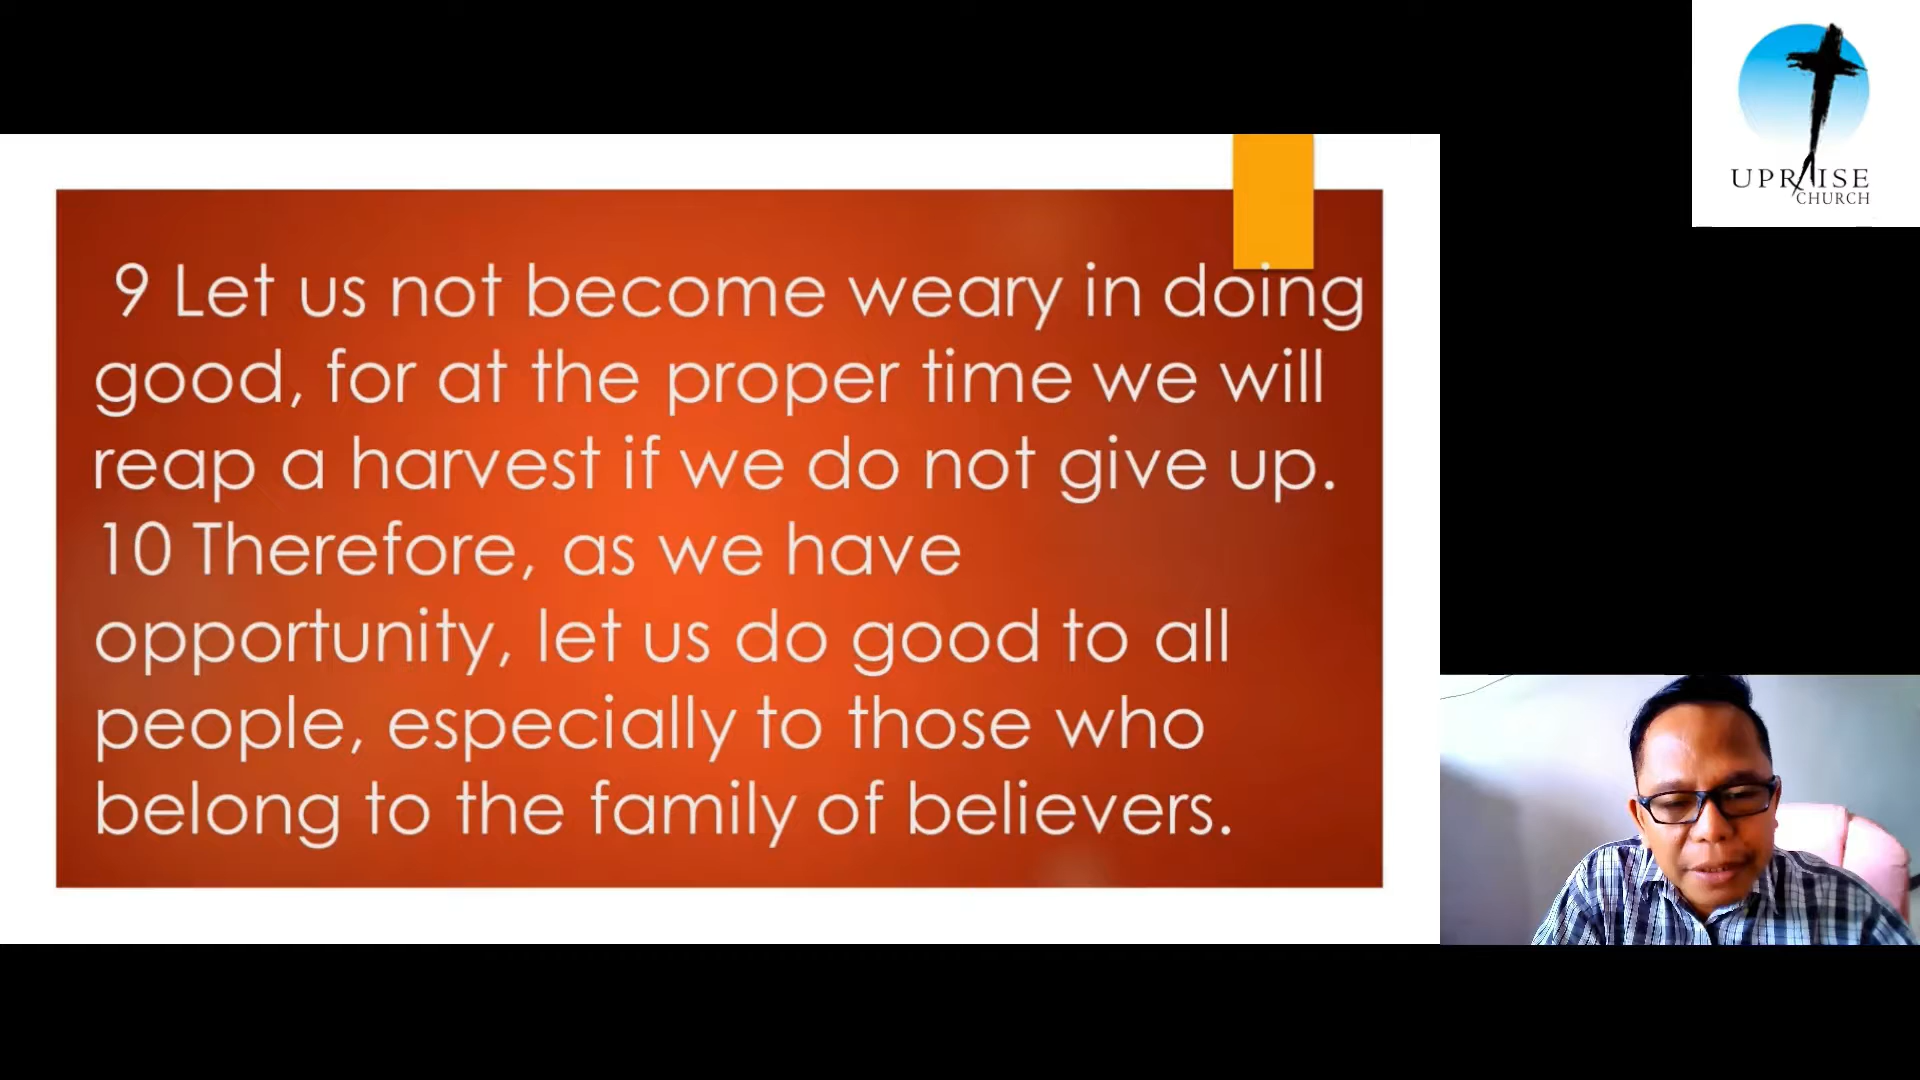 UPRAISE
CHURCH
9 Let us not become weary in doing
good, for at the proper time we will
reap a harvest if we do not give up.
10 Therefore, as we have
opportunity, let us do good to all
people, especially to those who
belong to the family of believers.